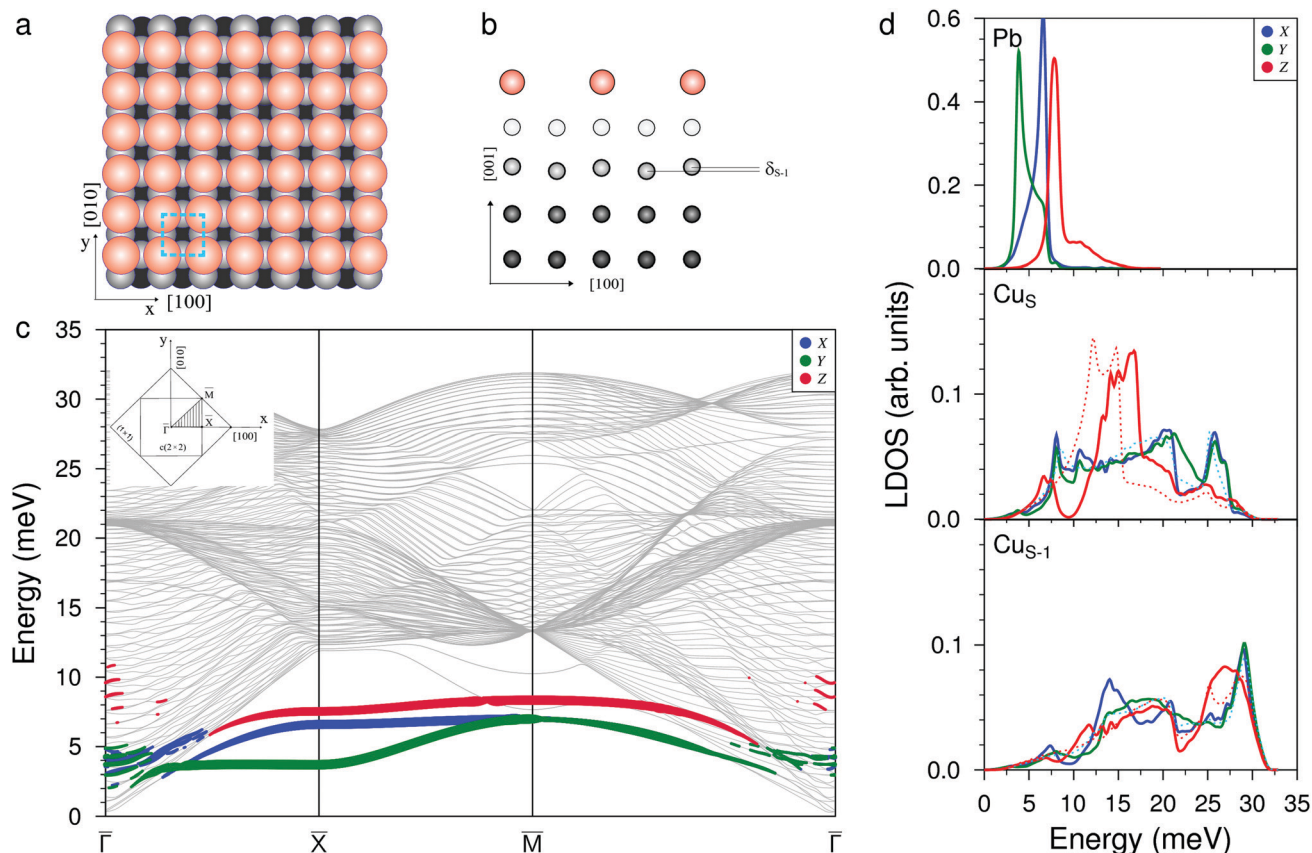 a
[010]
y
x
[100]
b
[001]
δS-1
[100]
c
35
30
25
20
15
10
5
0
Energy (meV)
X
Y
Z
y
[010]
M̅
X̅
Γ̅
x
[100]
(1×1)
c(2×2)
Γ̅
X̅
M̅
Γ̅
d
Pb
X
Y
Z
0.6
0.4
0.2
0.0
CuS
0.1
0.0
CuS-1
0.1
0.0
LDOS (arb. units)
0 5 10 15 20 25 30 35
Energy (meV)